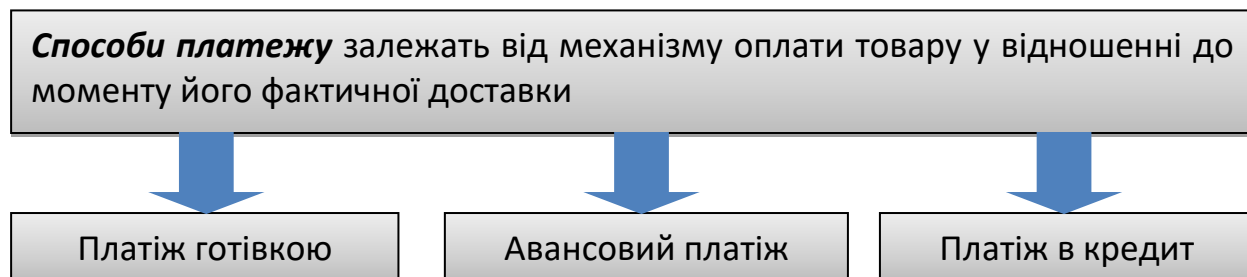 Способи платежу залежать від механізму оплати товару у відношенні до
моменту його фактичної доставки
Платіж готівкою
Авансовий платіж
Платіж в кредит